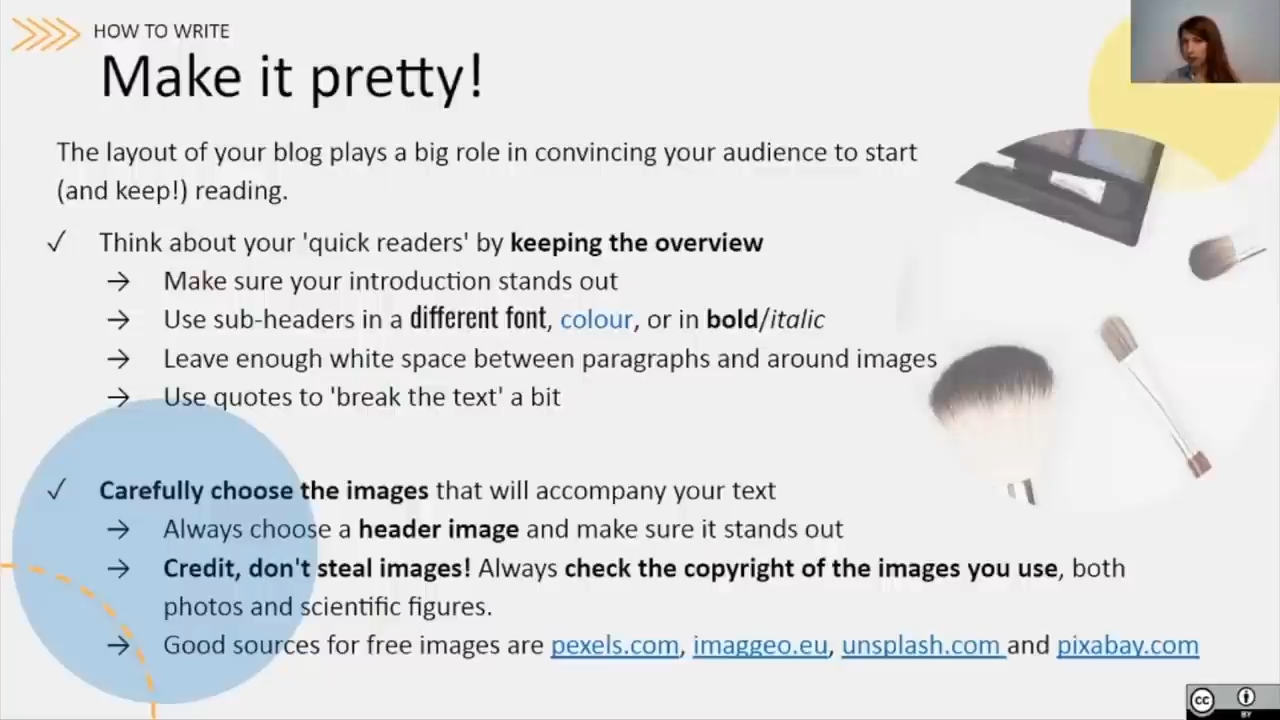 HOW TO WRITE
Make it pretty!
The layout of your blog plays a big role in convincing your audience to start
(and keep!) reading.
✓ Think about your 'quick readers' by keeping the overview
→ Make sure your introduction stands out
→ Use sub-headers in a different font, colour, or in bold/italic
→ Leave enough white space between paragraphs and around images
→ Use quotes to 'break the text' a bit
✓ Carefully choose the images that will accompany your text
→ Always choose a header image and make sure it stands out
→ Credit, don't steal images! Always check the copyright of the images you use, both
photos and scientific figures.
→ Good sources for free images are pexels.com, imaggeo.eu, unsplash.com and pixabay.com
cc
BY